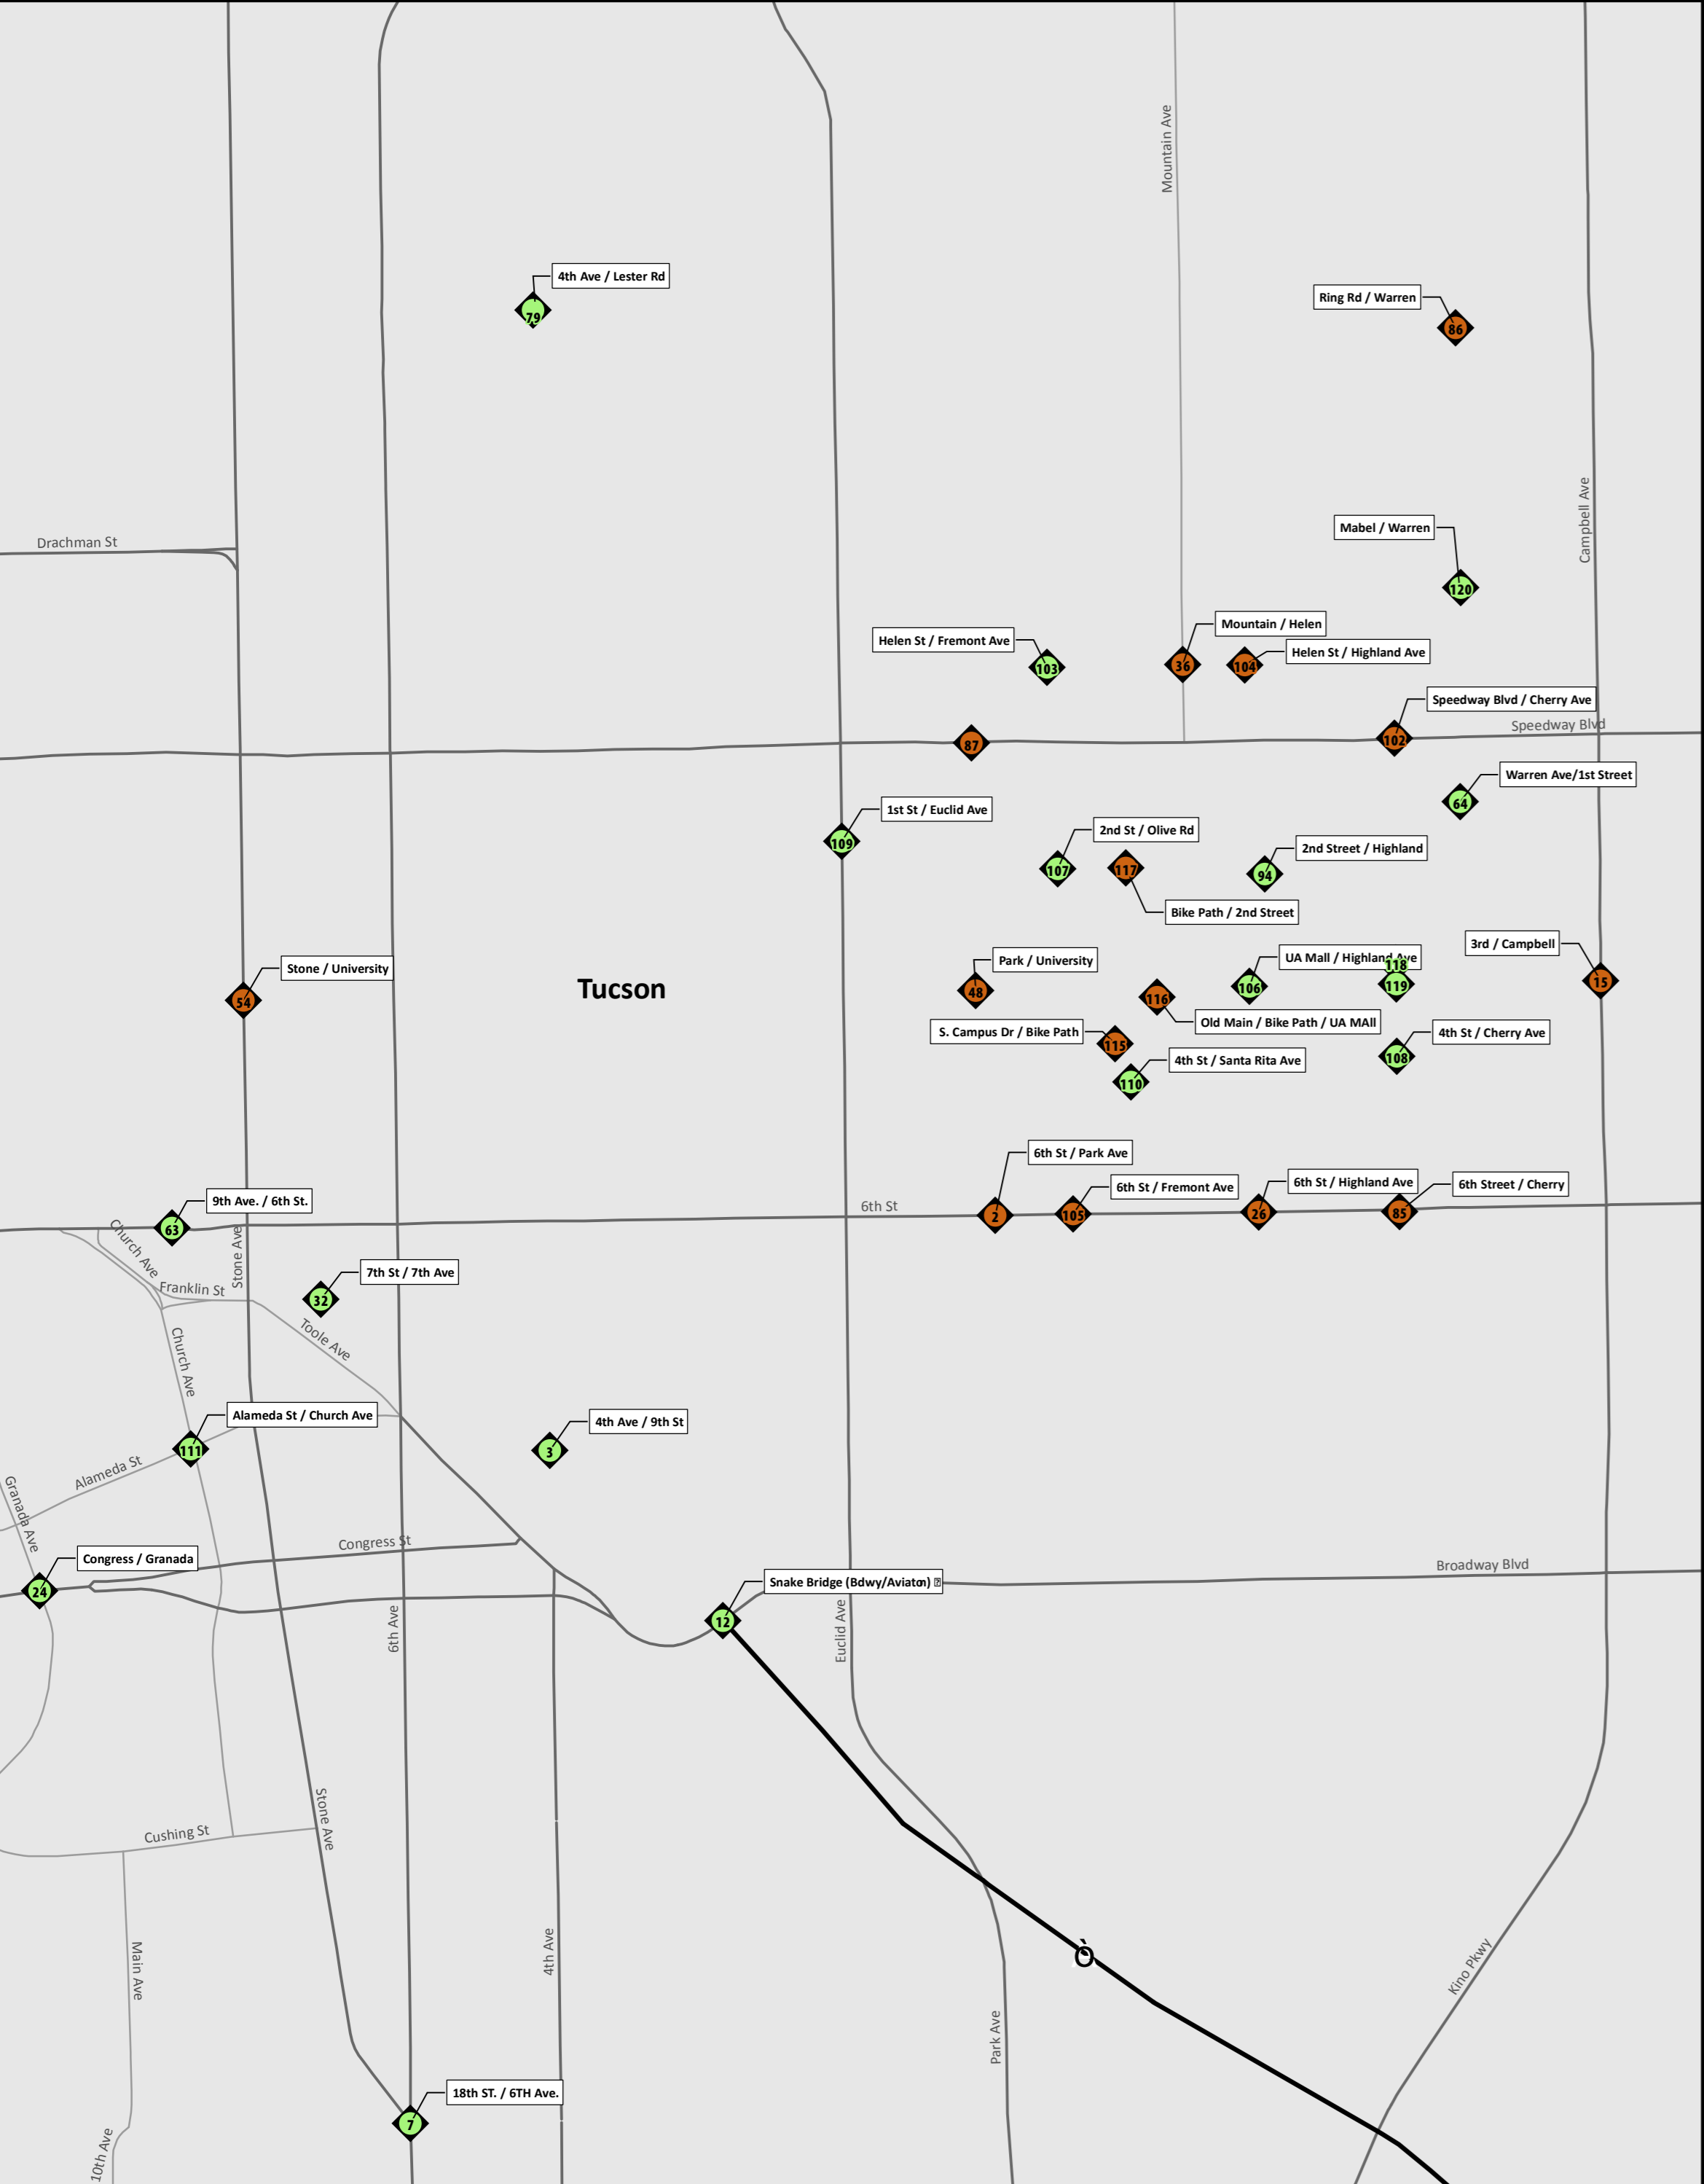 Mountain Ave
4th Ave / Lester Rd
79
Ring Rd / Warren
86
Campbell Ave
Drachman St
Mabel / Warren
120
Mountain / Helen
Helen St / Fremont Ave
Helen St / Highland Ave
103
36
104
Speedway Blvd / Cherry Ave
Speedway Blvd
87
102
Warren Ave/1st Street
64
1st St / Euclid Ave
109
2nd St / Olive Rd
2nd Street / Highland
107
117
94
Bike Path / 2nd Street
3rd / Campbell
Park / University
UA Mall / Highland Ave
118
Stone / University
15
Tucson
48
106
119
54
116
Old Main / Bike Path / UA MAll
S. Campus Dr / Bike Path
4th St / Cherry Ave
115
108
4th St / Santa Rita Ave
110
6th St / Park Ave
6th St / Highland Ave
6th Street / Cherry
6th St / Fremont Ave
9th Ave. / 6th St.
6th St
2
105
26
85
63
Church Ave
Stone Ave
7th St / 7th Ave
Franklin St
32
Toole Ave
Church Ave
Alameda St / Church Ave
4th Ave / 9th St
111
3
Alameda St
Granada Ave
Congress St
Congress / Granada
Broadway Blvd
Snake Bridge (Bdwy/Aviaton)
24
12
6th Ave
Euclid Ave
Stone Ave
Cushing St
4th Ave
Main Ave
Ò
Kino Pkwy
Park Ave
18th ST. / 6TH Ave.
7
10th Ave